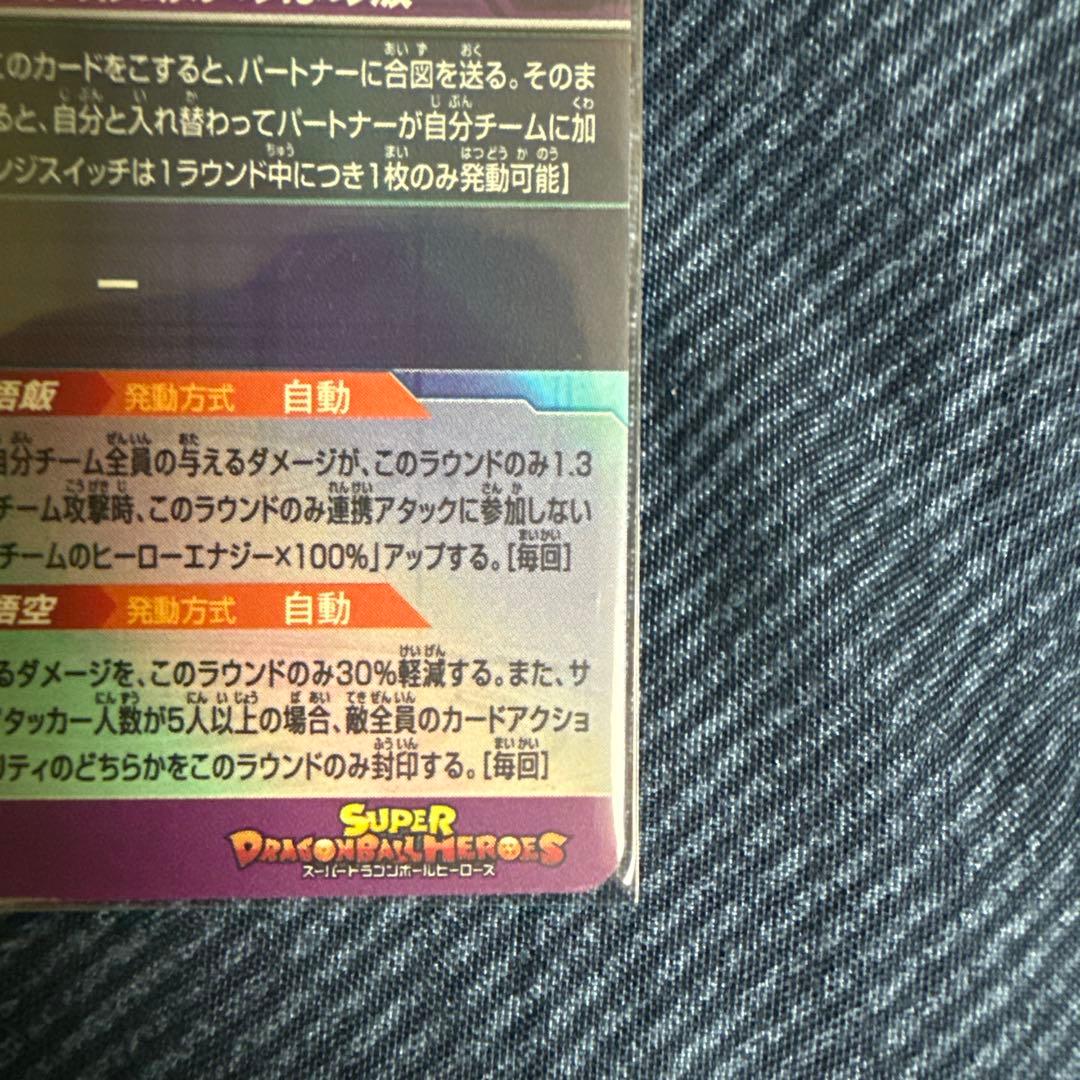 このカードをこすると、パートナーに合図を送る。そのま
ると、自分と入れ替わってパートナーが自分チームに加
ンジスイッチは1ラウンド中につき1枚のみ発動可能】
ー
悟飯 発動方式 自動
自分チーム全員の与えるダメージが、このラウンドのみ1.3
チーム攻撃時、このラウンドのみ連携アタックに参加しない
チームのヒーローエナジー×100%」アップする。[毎回]
悟空 発動方式 自動
るダメージを、このラウンドのみ30%軽減する。また、サ
タッカー人数が5人以上の場合、敵全員のカードアクショ
リティのどちらかをこのラウンドのみ封印する。[毎回]
SUPER
DRAGONBALL HEROES
スーパードラゴンボールヒーローズ